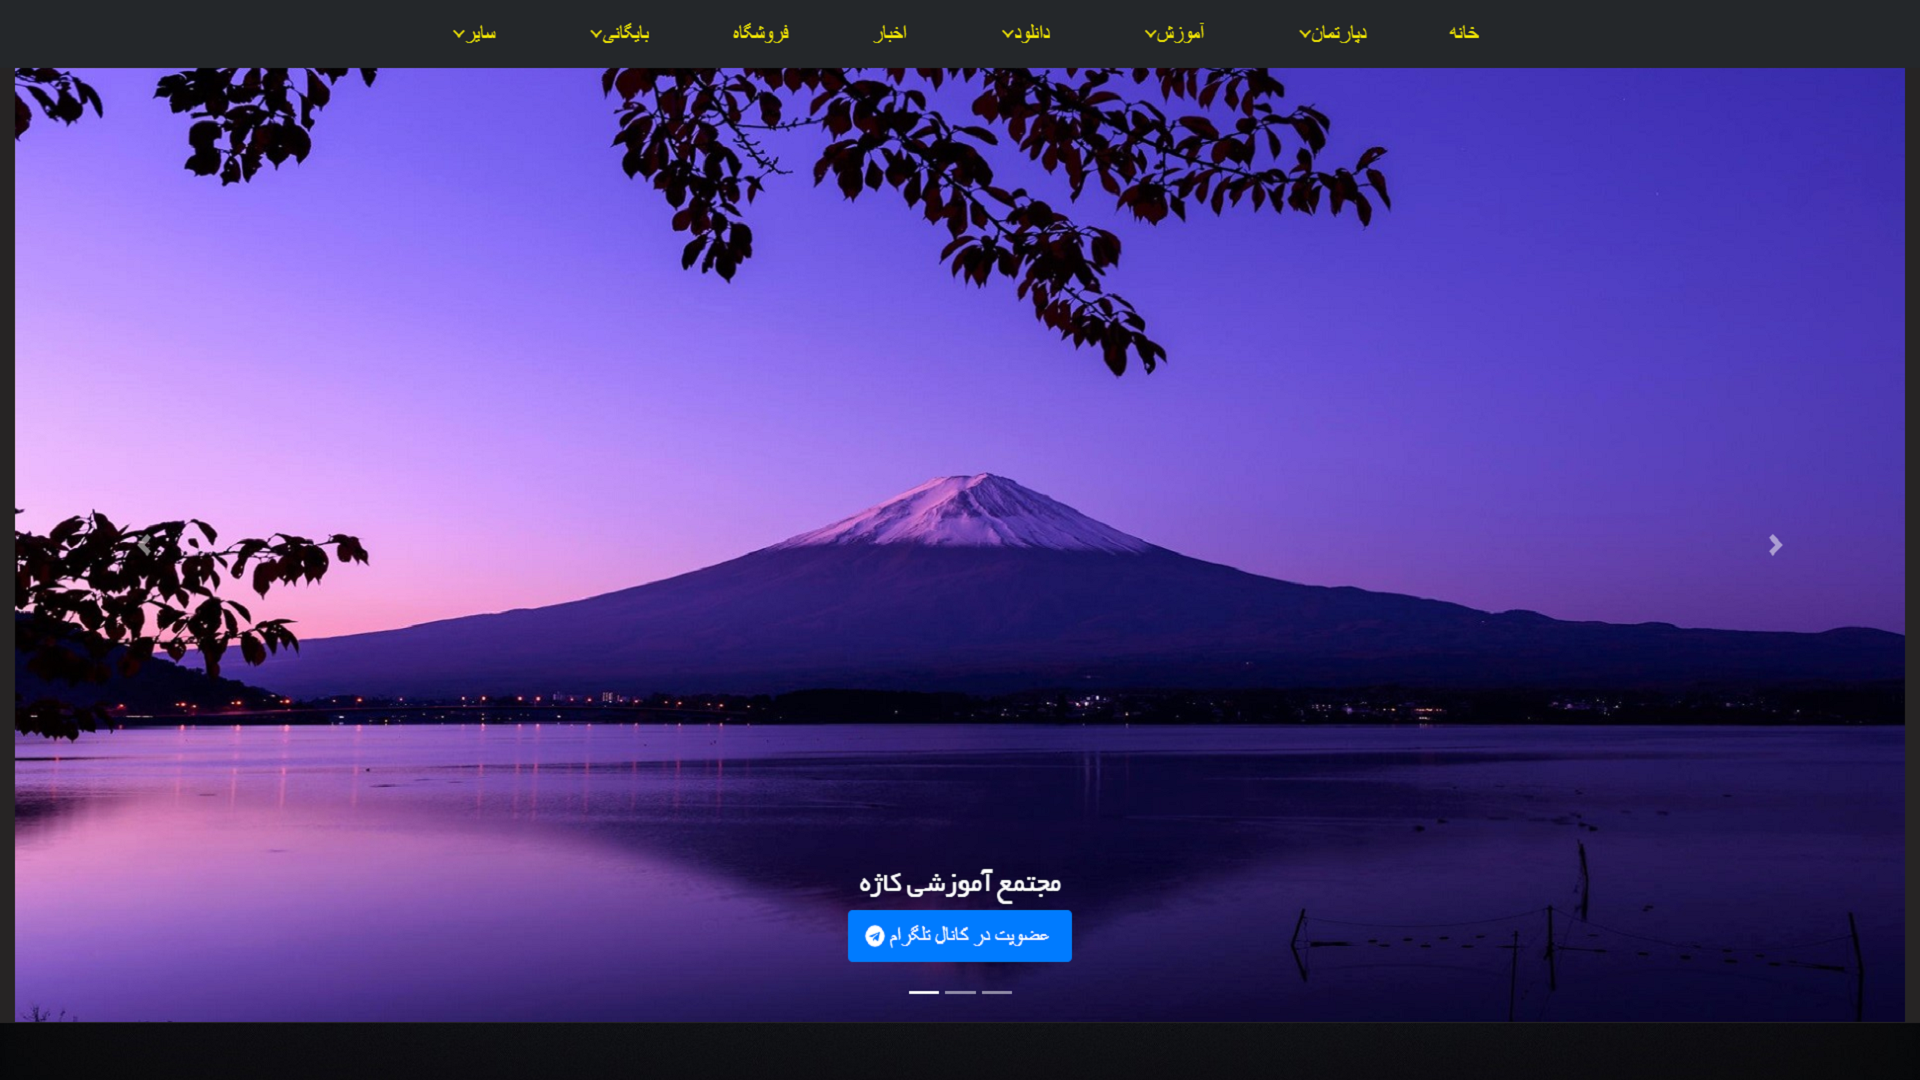 خانه دپارتمان آموزش دانلود اخبار فروشگاه بایگانی سایر
مجتمع آموزشی کاژه
عضویت در کانال تلگرام